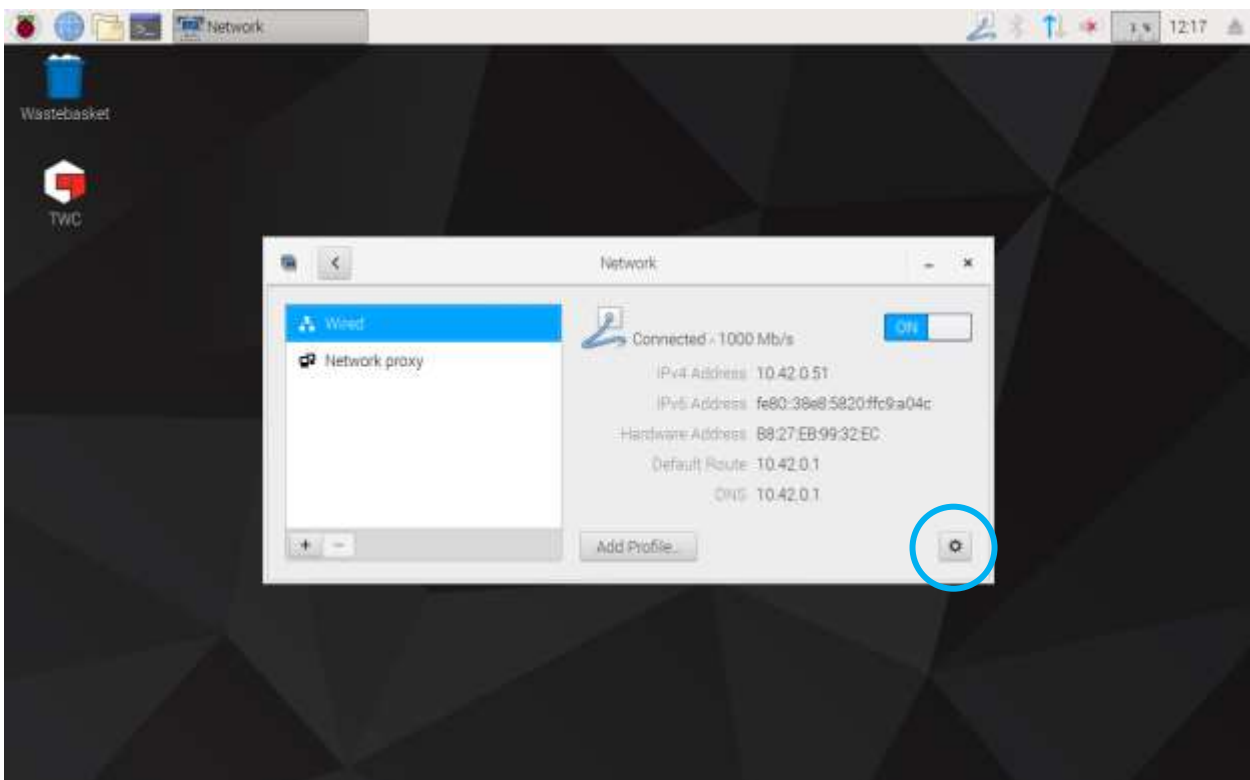 Network
12:17
Wastebasket
TWC
Network
Wired
Network proxy
Connected - 1000 Mb/s
ON
IPv4 Address 10.42.0.51
IPv6 Address fe80::38e8:5820:ffc9:a04c
Hardware Address B8:27:EB:99:32:EC
Default Route 10.42.0.1
DNS 10.42.0.1
Add Profile...